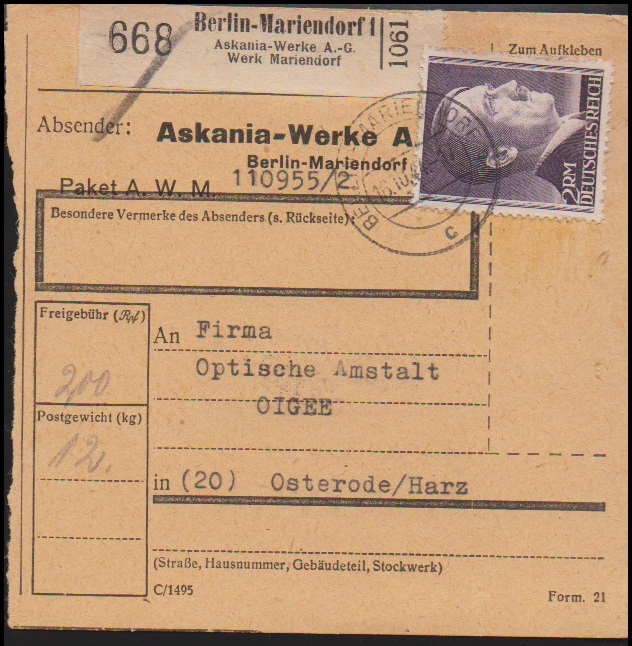 668
Berlin-Mariendorf 1
Askania-Werke A.-G.
Werk Mariendorf
1061
Zum Aufkleben
DEUTSCHES REICH
2 RM
Absender: Askania-Werke A
Berlin-Mariendorf
Paket A. W. M. 110955/2
c
Besondere Vermerke des Absenders (s. Rückseite):
Freigebühr (Rpf)
200
Postgewicht (kg)
12.
An Firma
Optische Amstalt
OIGEE
in (20) Osterode/Harz
(Straße, Hausnummer, Gebäudeteil, Stockwerk)
C/1495
Form. 21